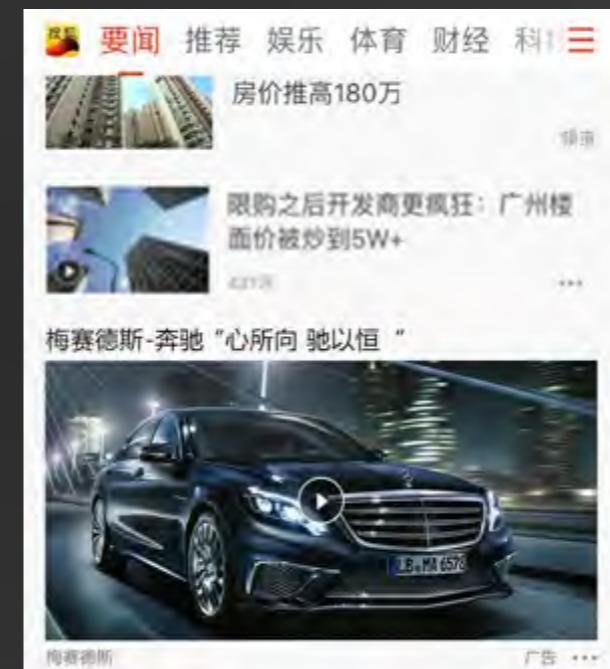 搜狐
要闻 推荐 娱乐 体育 财经
房价推高180万
限购之后开发商更疯狂：广州楼
面价被炒到5W+
梅赛德斯-奔驰“心所向 驰以恒 “
梅赛德斯
广告